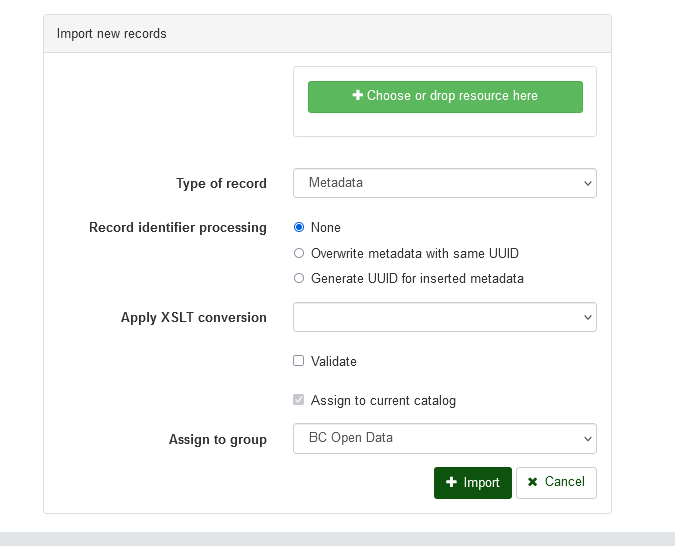 Import new records
Choose or drop resource here
Type of record
Metadata
Record identifier processing
None
Overwrite metadata with same UUID
Generate UUID for inserted metadata
Apply XSLT conversion
Validate
Assign to current catalog
Assign to group
BC Open Data
Import
Cancel